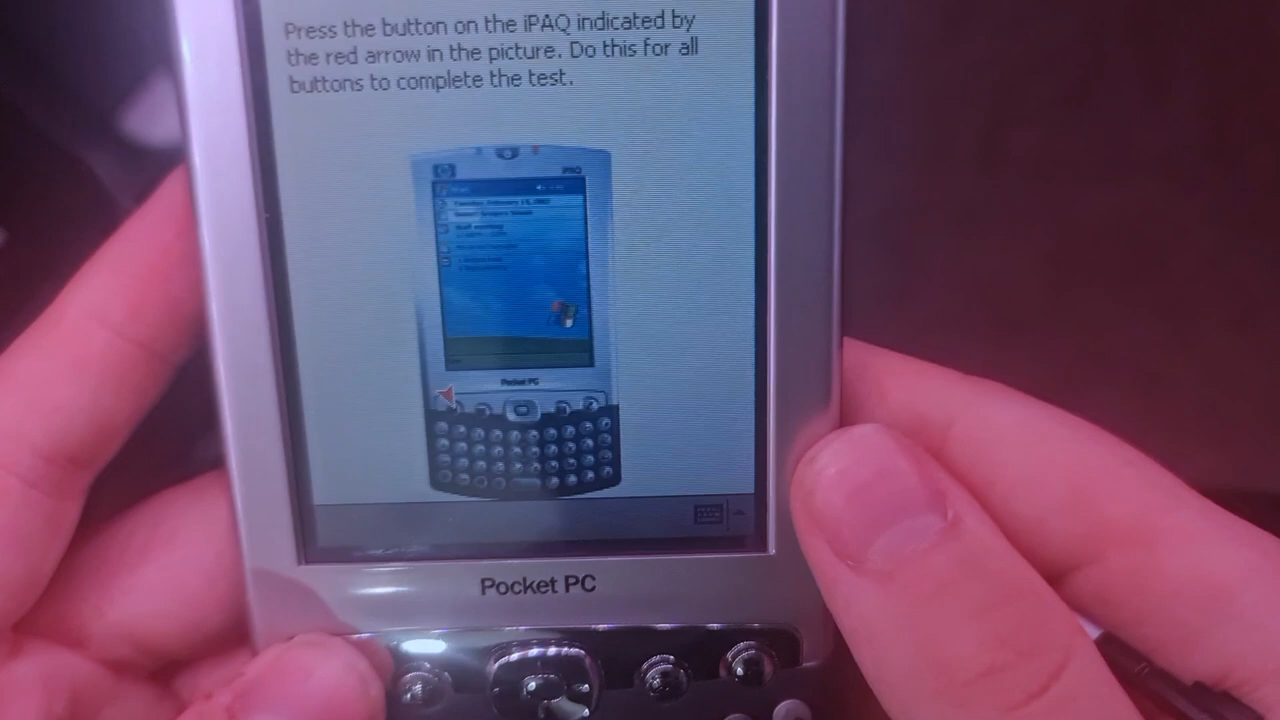 Press the button on the iPAQ indicated by
the red arrow in the picture. Do this for all
buttons to complete the test.
iPAQ
Pocket PC
Pocket PC